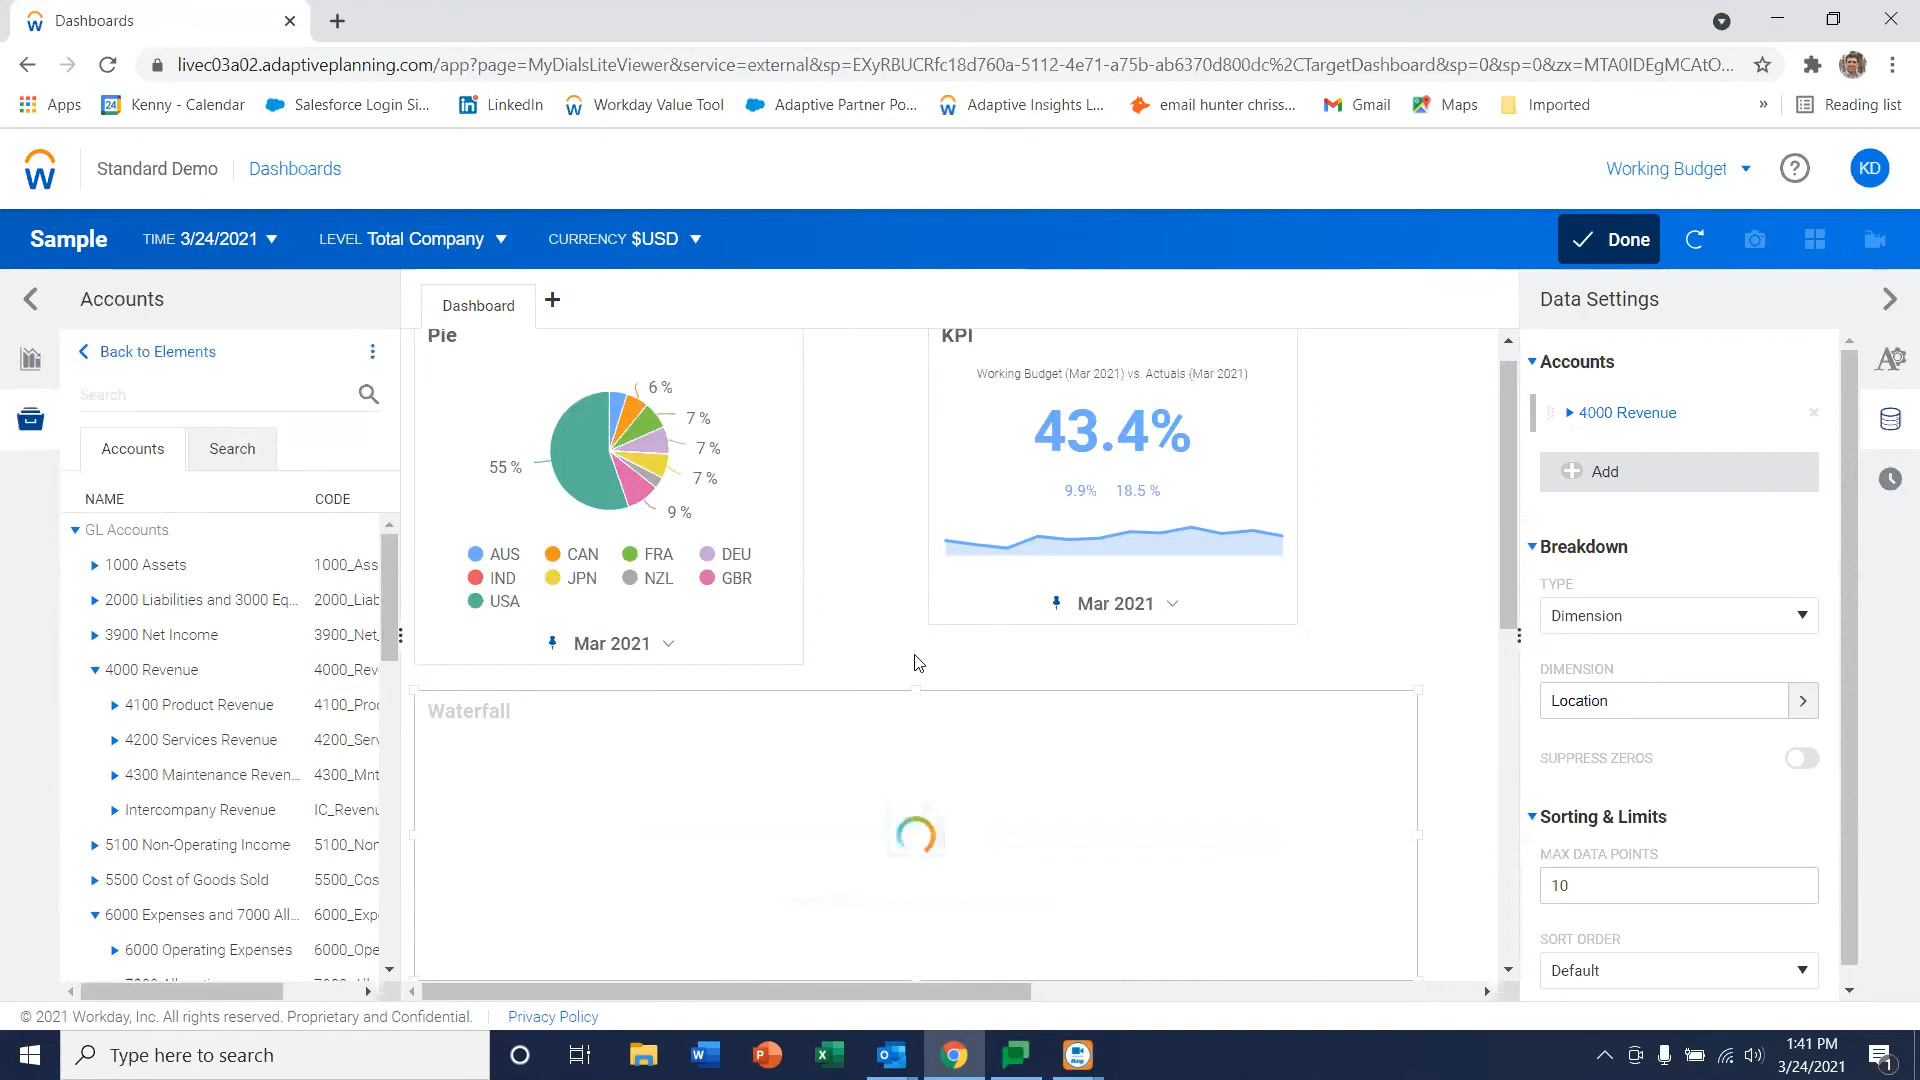 Dashboards
livec03a02.adaptiveplanning.com/app?page=MyDialsLiteViewer&service=external&sp=EXyRBUCRfc18d760a-5112-4e71-a75b-ab6370d800dc%2CTargetDashboard&sp=0&sp=0&zx=MTA0IDEgMCAtO...
Apps
24
Kenny - Calendar
Salesforce Login Si...
LinkedIn
Workday Value Tool
Adaptive Partner Po...
Adaptive Insights L...
email hunter chriss...
Gmail
Maps
Imported
»
Reading list
Standard Demo
Dashboards
Working Budget
KD
Sample
TIME 3/24/2021
LEVEL Total Company
CURRENCY $USD
Done
Accounts
Back to Elements
Search
Accounts
Search
NAME
CODE
GL Accounts
1000 Assets
1000_Ass
2000 Liabilities and 3000 Eq...
2000_Liab
3900 Net Income
3900_Net
4000 Revenue
4000_Rev
4100 Product Revenue
4100_Pro
4200 Services Revenue
4200_Serv
4300 Maintenance Reven...
4300_Mnt
Intercompany Revenue
IC_Revenu
5100 Non-Operating Income
5100_Non
5500 Cost of Goods Sold
5500_Cos
6000 Expenses and 7000 All...
6000_Exp
6000 Operating Expenses
6000_Ope
Dashboard
Pie
6 %
7 %
7 %
7 %
9 %
55 %
AUS
CAN
FRA
DEU
IND
JPN
NZL
GBR
USA
Mar 2021
KPI
Working Budget (Mar 2021) vs. Actuals (Mar 2021)
43.4%
9.9%
18.5 %
Mar 2021
Waterfall
Data Settings
Accounts
4000 Revenue
Add
Breakdown
TYPE
Dimension
DIMENSION
Location
SUPPRESS ZEROS
Sorting & Limits
MAX DATA POINTS
10
SORT ORDER
Default
© 2021 Workday, Inc. All rights reserved. Proprietary and Confidential.
Privacy Policy
Type here to search
1:41 PM
3/24/2021
1